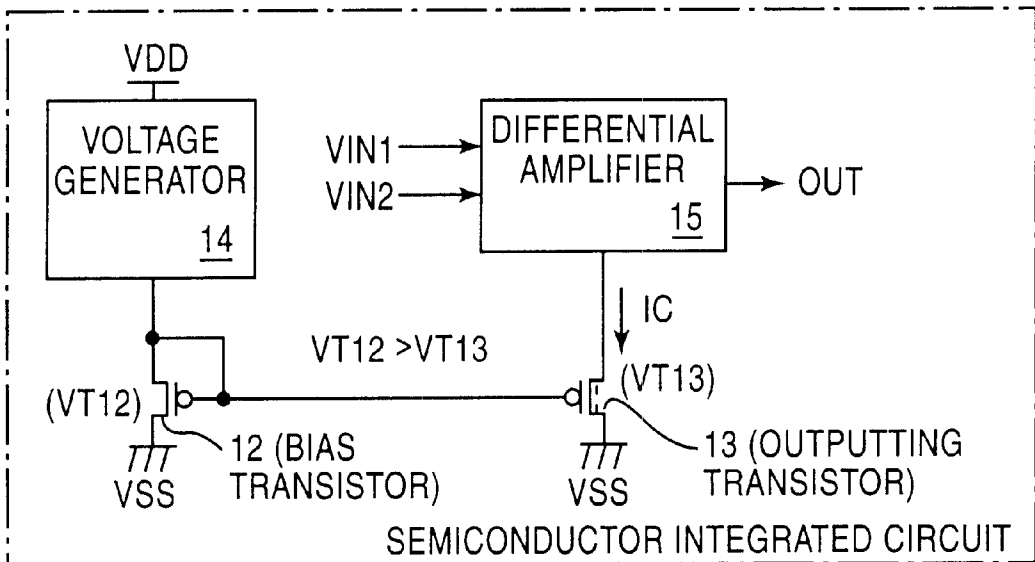 VDD
VOLTAGE
GENERATOR
14
VIN1
VIN2
DIFFERENTIAL
AMPLIFIER
15
OUT
IC
VT12 >VT13
(VT12)
(VT13)
12 (BIAS
TRANSISTOR)
VSS
13 (OUTPUTTING
TRANSISTOR)
VSS
SEMICONDUCTOR INTEGRATED CIRCUIT